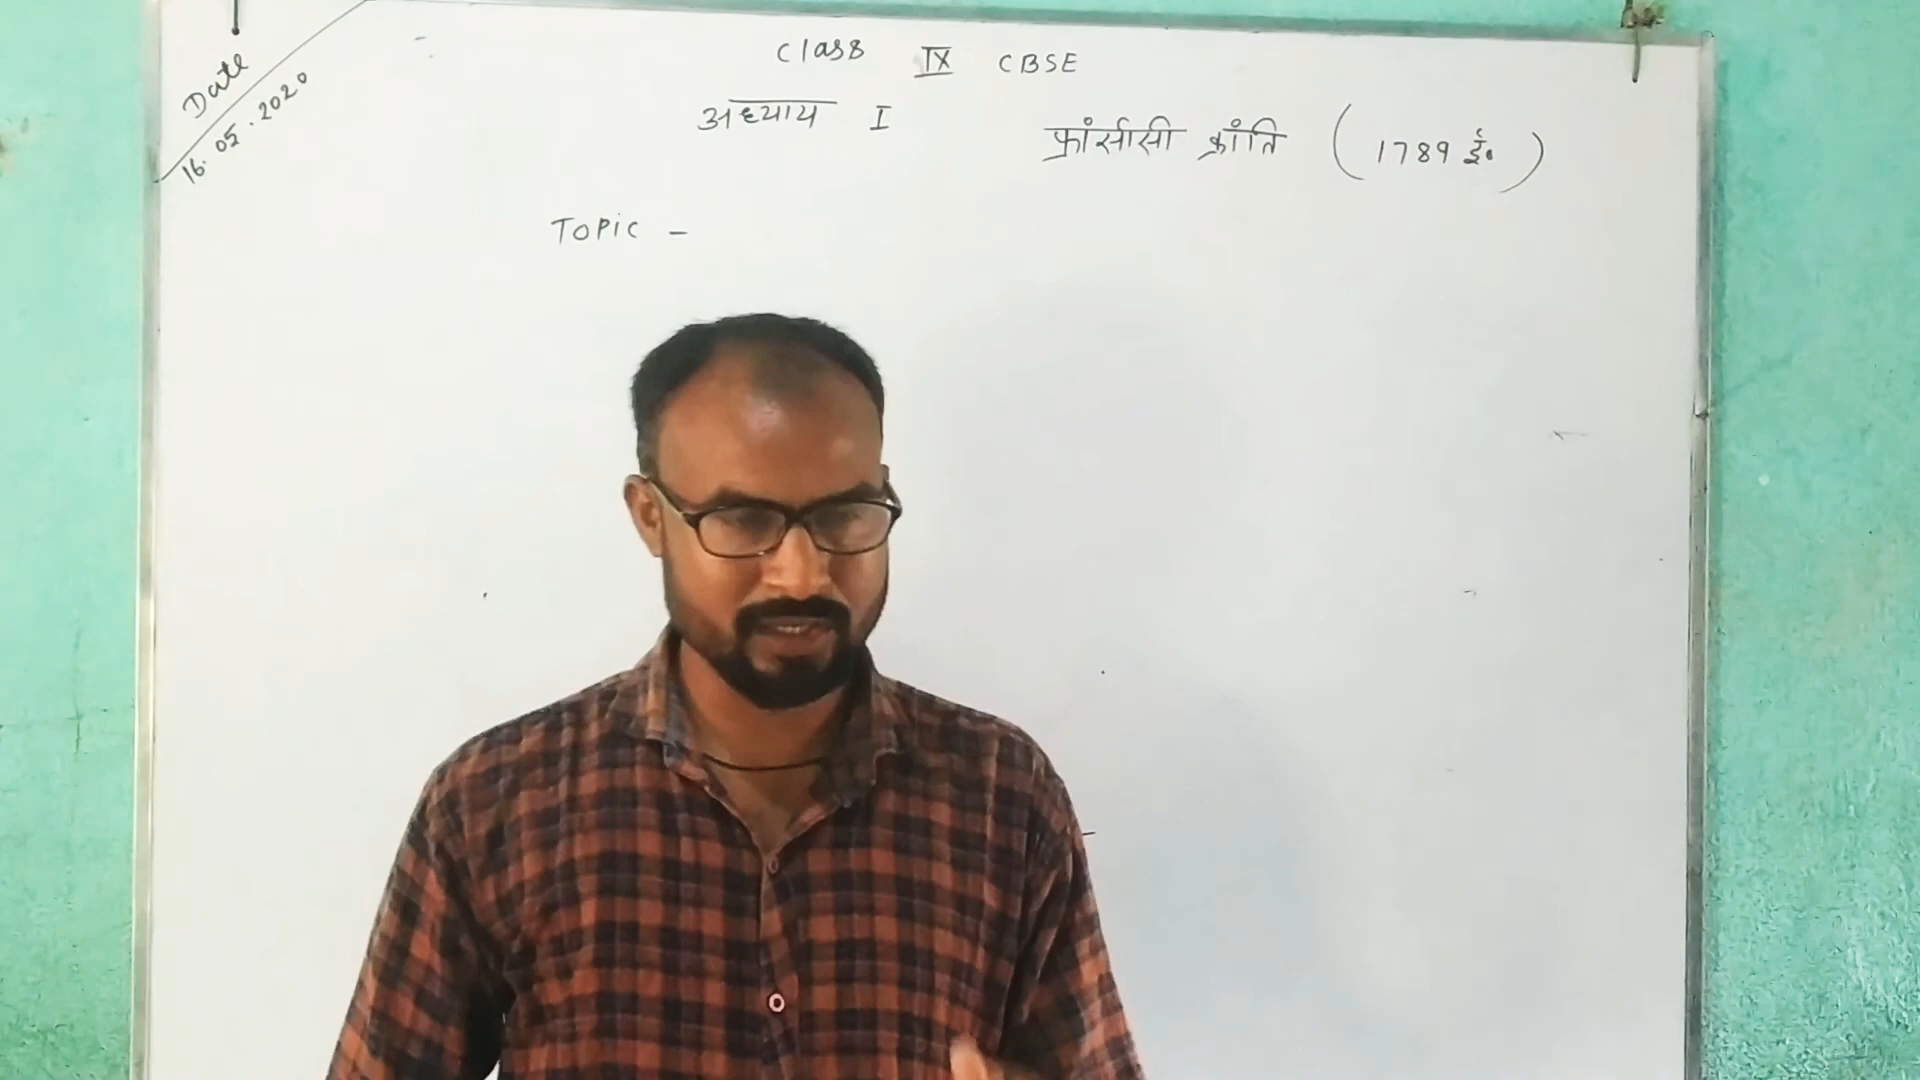 Date
16.05.2020
Class IX CBSE
अध्याय I
फ्रांसीसी क्रांति (1789 ई०)
Topic -